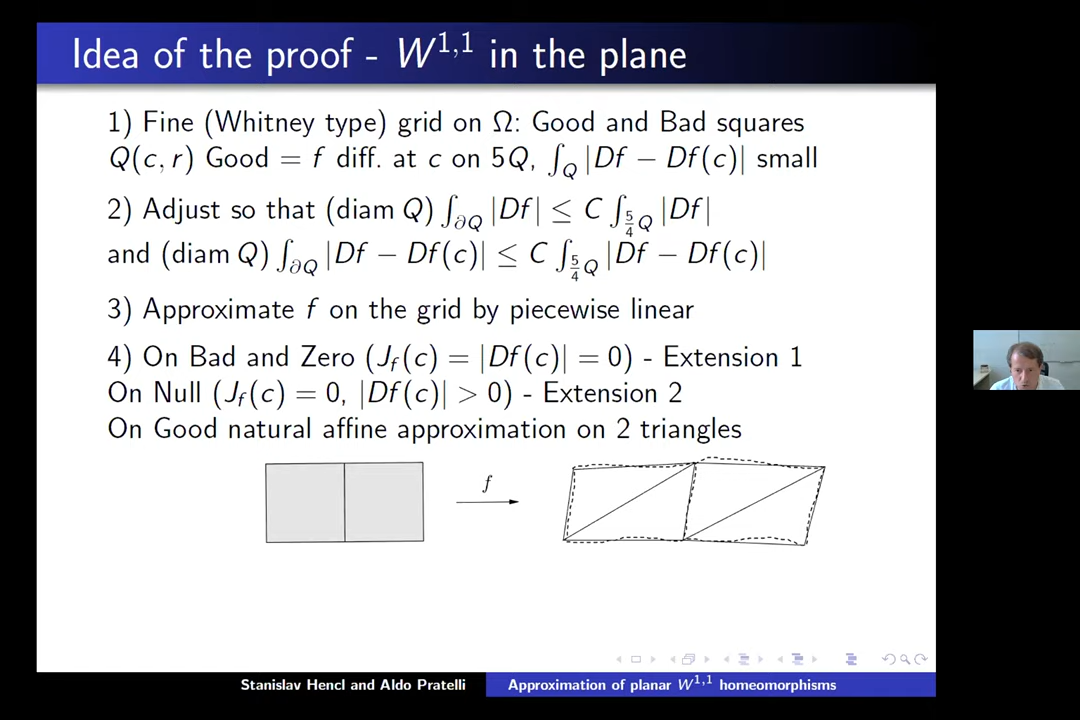 Idea of the proof - W^{1,1} in the plane
1) Fine (Whitney type) grid on Ω: Good and Bad squares
Q(c, r) Good = f diff. at c on 5Q, ∫_Q |Df − Df(c)| small
2) Adjust so that (diam Q) ∫_{∂Q} |Df| ≤ C ∫_{5/4 Q} |Df|
and (diam Q) ∫_{∂Q} |Df − Df(c)| ≤ C ∫_{5/4 Q} |Df − Df(c)|
3) Approximate f on the grid by piecewise linear
4) On Bad and Zero (J_f(c) = |Df(c)| = 0) - Extension 1
On Null (J_f(c) = 0, |Df(c)| > 0) - Extension 2
On Good natural affine approximation on 2 triangles
f
Stanislav Hencl and Aldo Pratelli
Approximation of planar W^{1,1} homeomorphisms